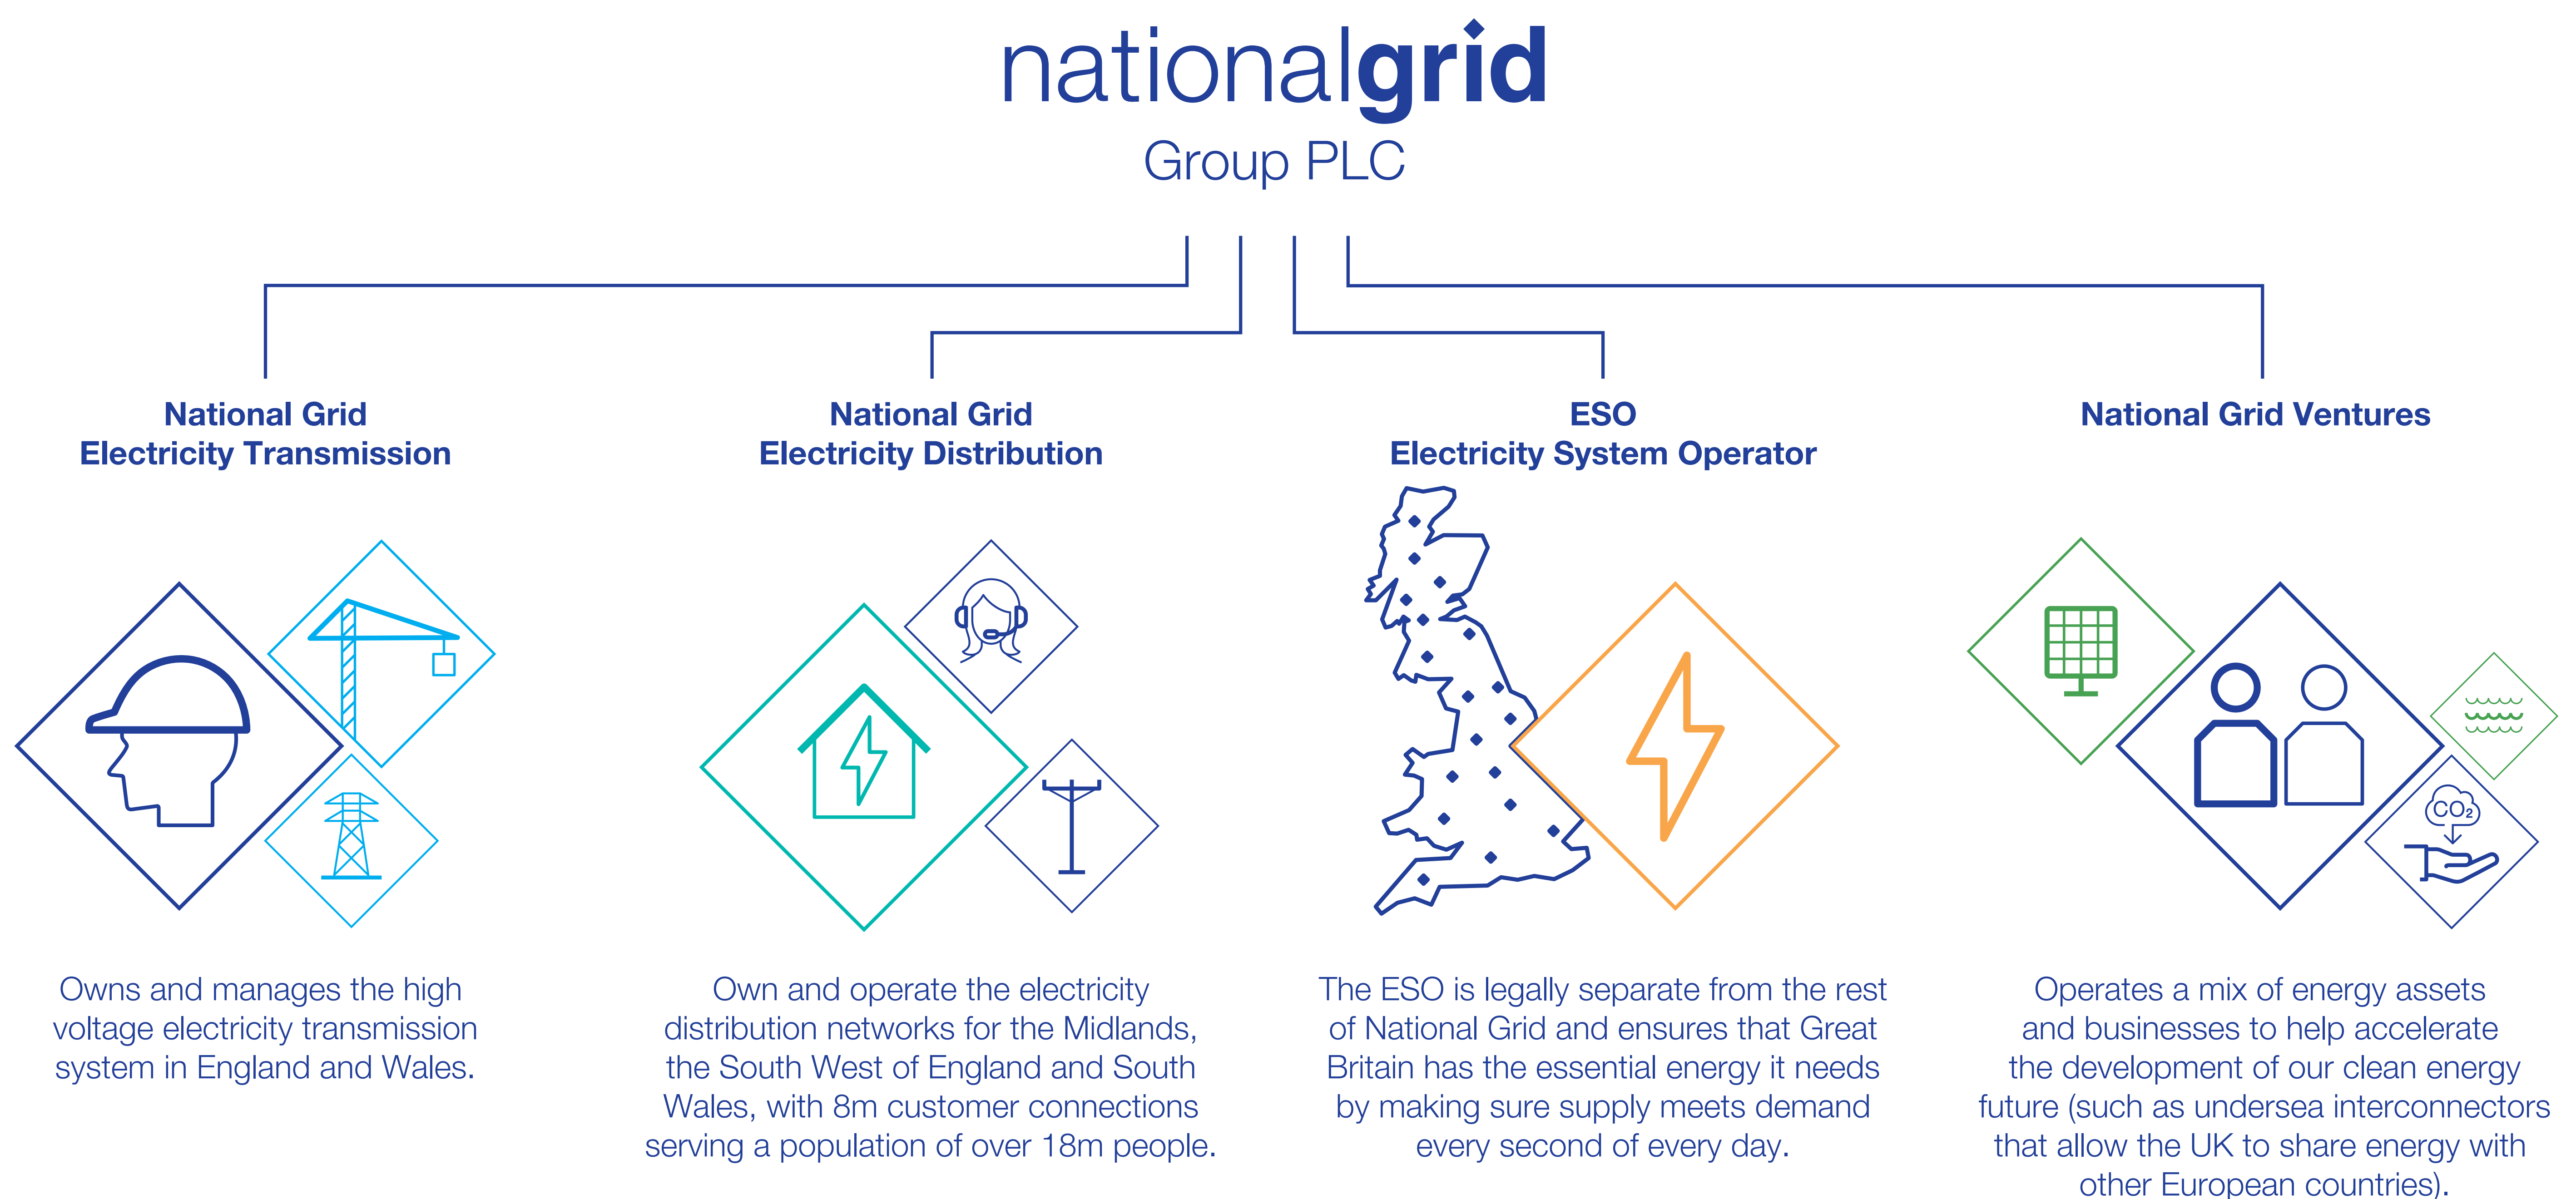 nationalgrid
Group PLC
National Grid
Electricity Transmission
Owns and manages the high
voltage electricity transmission
system in England and Wales.
National Grid
Electricity Distribution
Own and operate the electricity
distribution networks for the Midlands,
the South West of England and South
Wales, with 8m customer connections
serving a population of over 18m people.
ESO
Electricity System Operator
The ESO is legally separate from the rest
of National Grid and ensures that Great
Britain has the essential energy it needs
by making sure supply meets demand
every second of every day.
National Grid Ventures
CO₂
Operates a mix of energy assets
and businesses to help accelerate
the development of our clean energy
future (such as undersea interconnectors
that allow the UK to share energy with
other European countries).